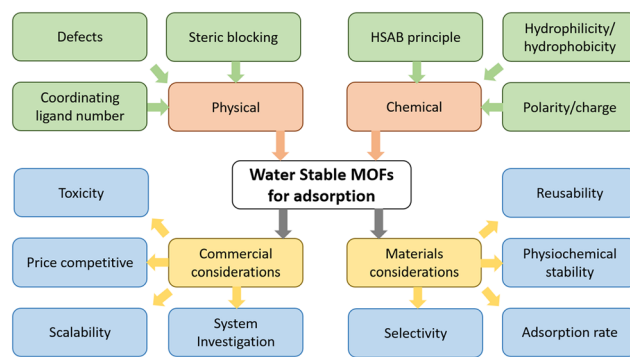 Defects
Steric blocking
HSAB principle
Hydrophilicity/
hydrophobicity
Coordinating
ligand number
Physical
Chemical
Polarity/charge
Water Stable MOFs
for adsorption
Toxicity
Reusability
Price competitive
Commercial
considerations
Materials
considerations
Physiochemical
stability
Scalability
System
Investigation
Selectivity
Adsorption rate